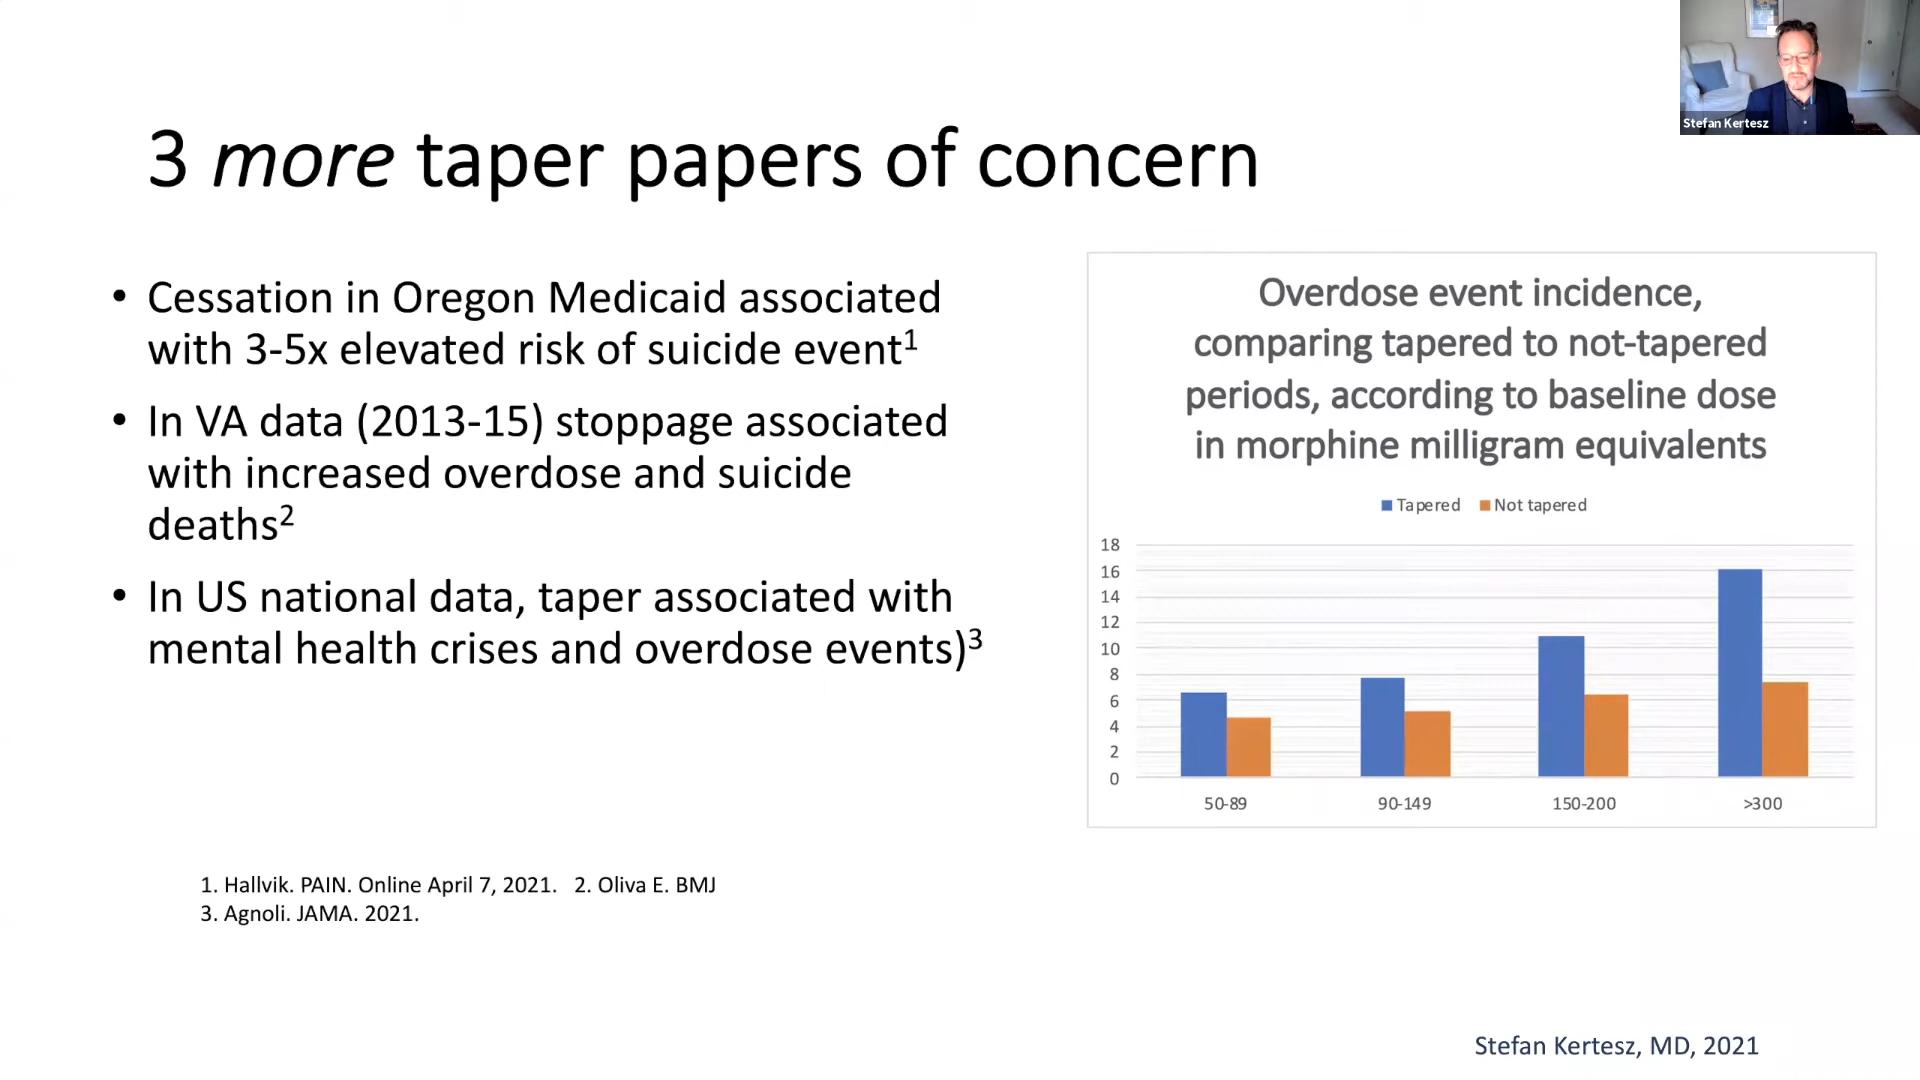 Stefan Kertesz
3 more taper papers of concern
• Cessation in Oregon Medicaid associated
with 3-5x elevated risk of suicide event1
• In VA data (2013-15) stoppage associated
with increased overdose and suicide
deaths2
• In US national data, taper associated with
mental health crises and overdose events)3
Overdose event incidence,
comparing tapered to not-tapered
periods, according to baseline dose
in morphine milligram equivalents
Tapered Not tapered
18
16
14
12
10
8
6
4
2
0
50-89 90-149 150-200 >300
1. Hallvik. PAIN. Online April 7, 2021. 2. Oliva E. BMJ
3. Agnoli. JAMA. 2021.
Stefan Kertesz, MD, 2021